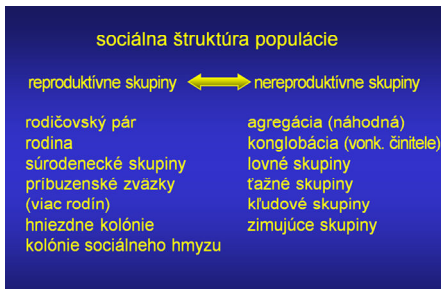 sociálna štruktúra populácie
reproduktívne skupiny
nereproduktívne skupiny
rodičovský pár
rodina
súrodenecké skupiny
príbuzenské zväzky
(viac rodín)
hniezdne kolónie
kolónie sociálneho hmyzu
agregácia (náhodná)
konglobácia (vonk. činitele)
lovné skupiny
ťažné skupiny
kľudové skupiny
zimujúce skupiny